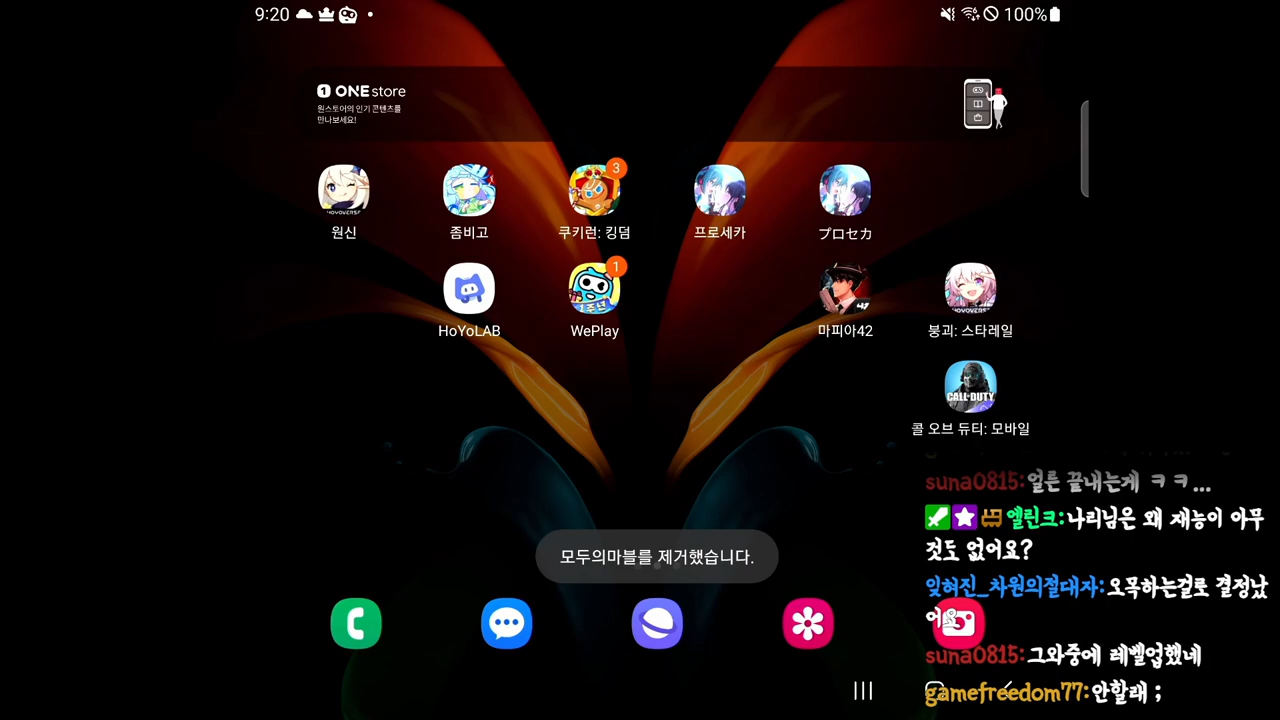 9:20
100%
1 ONE store
원스토어의 인기 콘텐츠를
만나보세요!
3
원신
좀비고
쿠키런: 킹덤
프로세카
プロセカ
1
HoYoLAB
WePlay
마피아42
붕괴: 스타레일
CALL·DUTY
콜 오브 듀티: 모바일
suna0815:얼른 끝내는게 ㅋㅋ...
엘린크:나리님은 왜 재능이 아무
것도 없어요?
모두의마블를 제거했습니다.
잊혀진_차원의절대자:오목하는걸로 결정났
어요
suna0815:그와중에 레벨업했네
gamefreedom77:안할래 ;